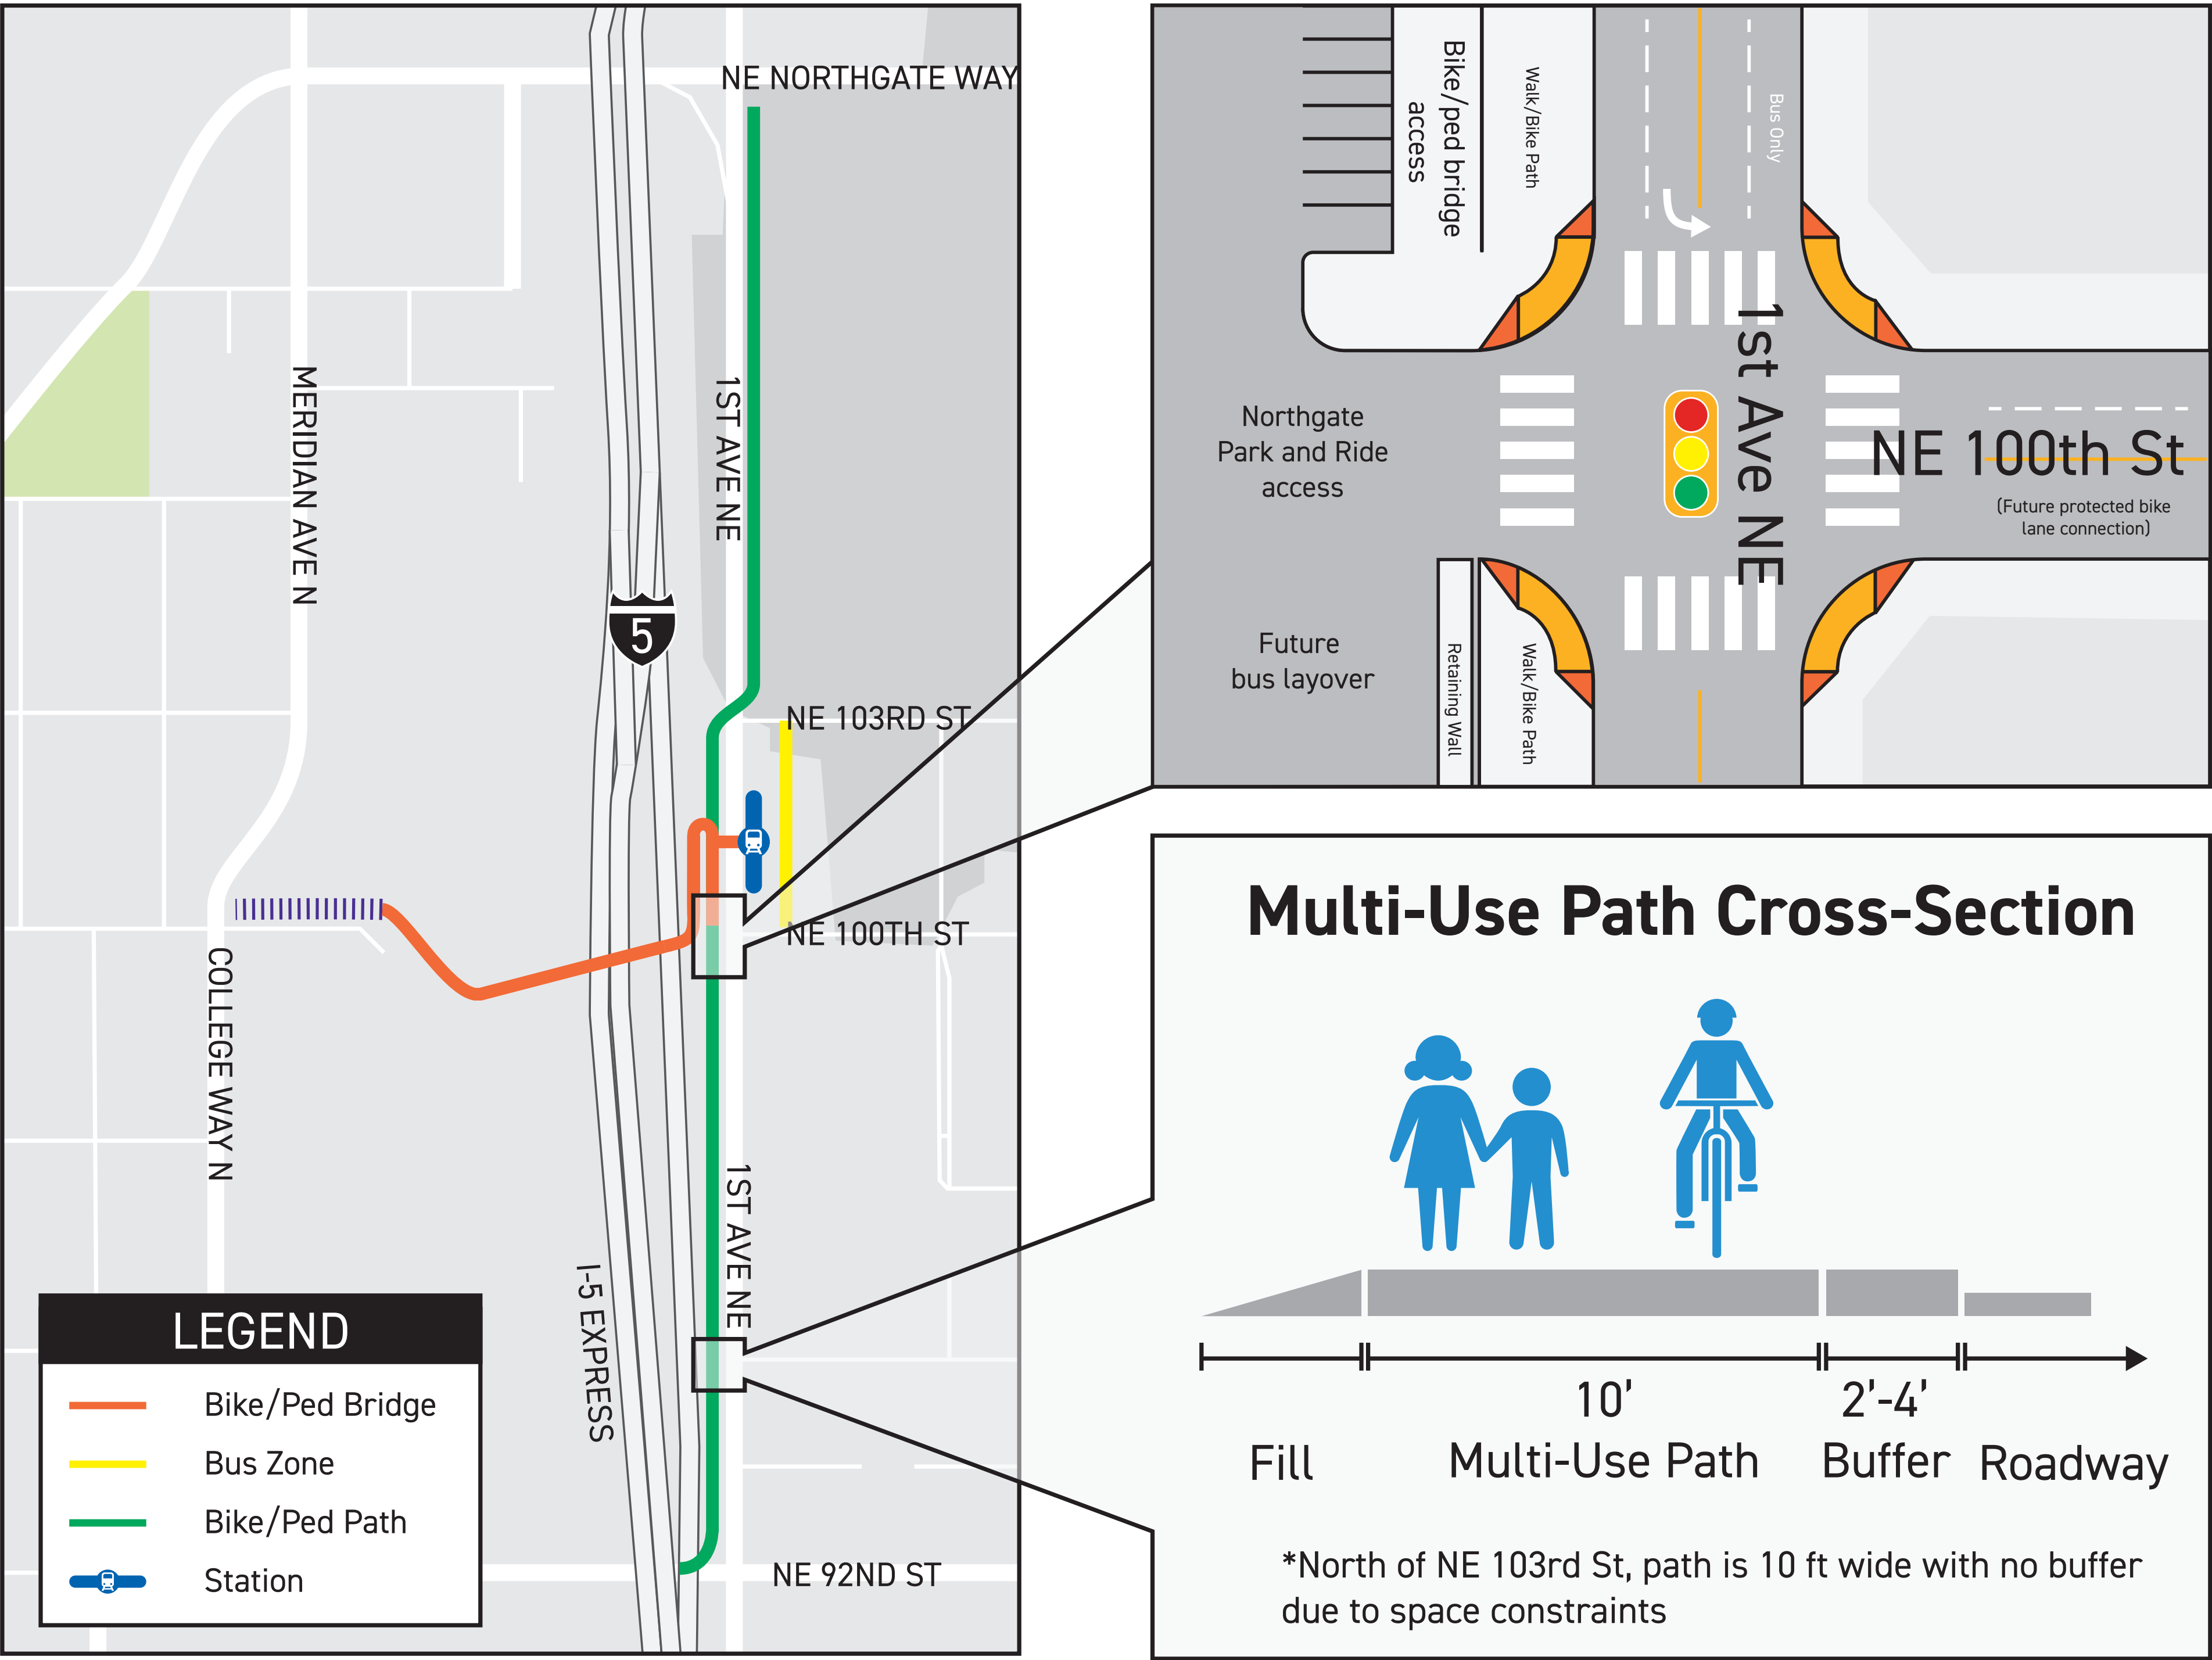 NE NORTHGATE WAY
MERIDIAN AVE N
1ST AVE NE
5
NE 103RD ST
NE 100TH ST
COLLEGE WAY N
1ST AVE NE
I-5 EXPRESS
NE 92ND ST
LEGEND
Bike/Ped Bridge
Bus Zone
Bike/Ped Path
Station
Bike/ped bridge
access
Walk/Bike Path
Bus Only
1st Ave NE
Northgate
Park and Ride
access
NE 100th St
(Future protected bike
lane connection)
Future
bus layover
Retaining Wall
Walk/Bike Path
Multi-Use Path Cross-Section
10’
2’-4’
Fill
Multi-Use Path
Buffer
Roadway
*North of NE 103rd St, path is 10 ft wide with no buffer
due to space constraints